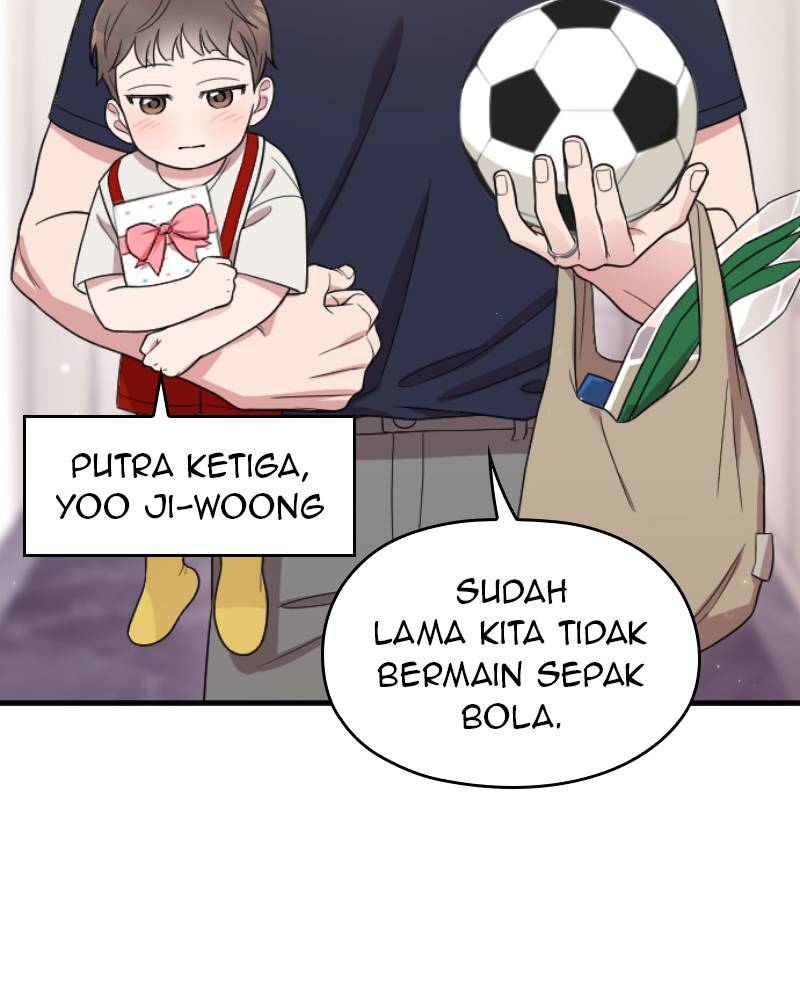 PUTRA KETIGA,
YOO JI-WOONG
SUDAH
LAMA KITA TIDAK
BERMAIN SEPAK
BOLA.